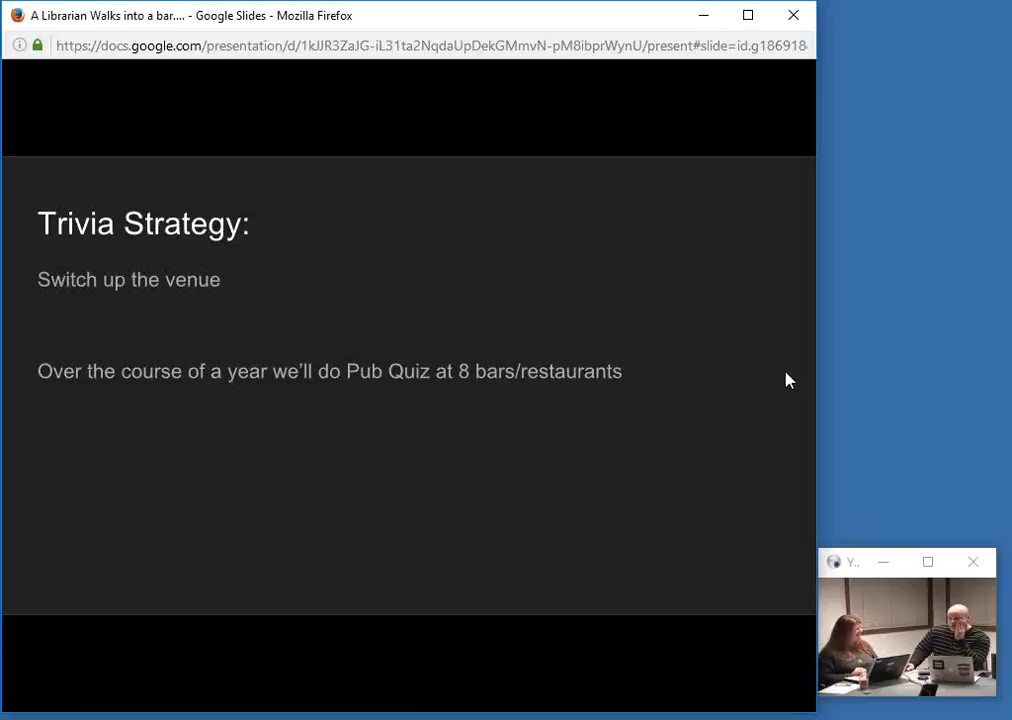 A Librarian Walks into a bar.... - Google Slides - Mozilla Firefox
https://docs.google.com/presentation/d/1kJJR3ZaJG-iL31ta2NqdaUpDekGMmvN-pM8ibprWynU/present#slide=id.g186918
Trivia Strategy:
Switch up the venue
Over the course of a year we'll do Pub Quiz at 8 bars/restaurants
Y..